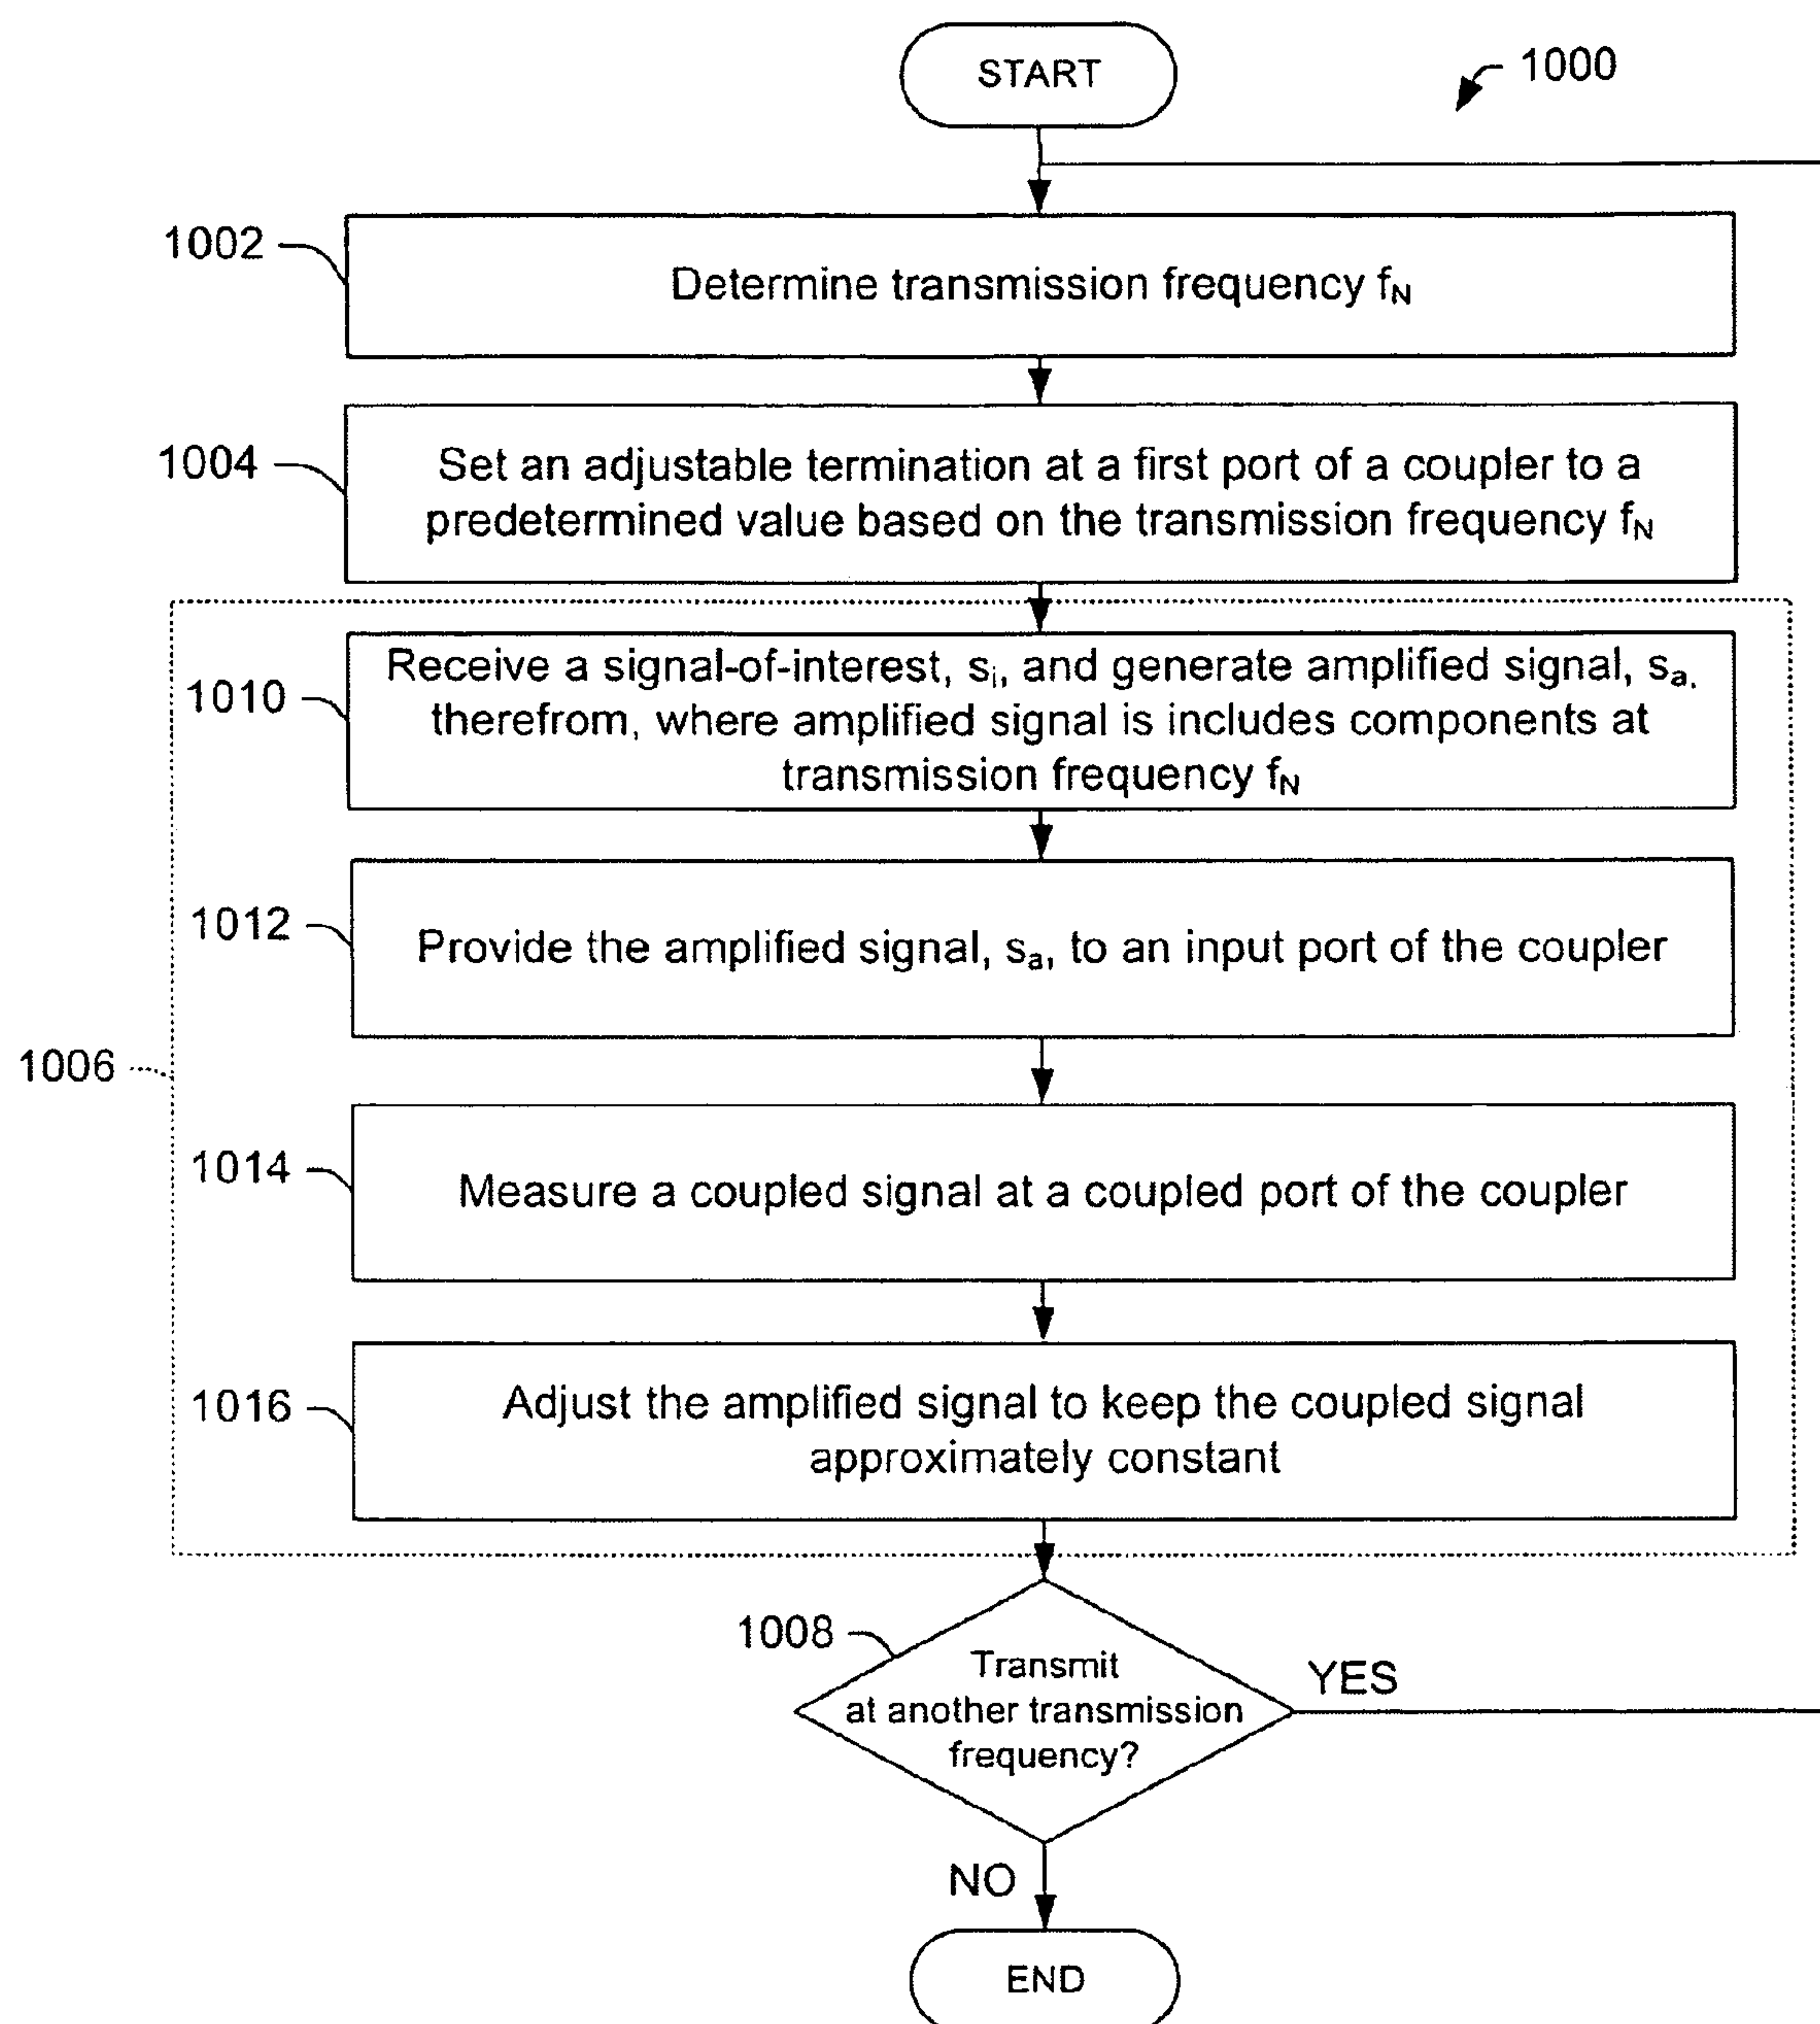 START
1000
1002
Determine transmission frequency fN
1004
Set an adjustable termination at a first port of a coupler to a
predetermined value based on the transmission frequency fN
1010
Receive a signal-of-interest, si, and generate amplified signal, sa,
therefrom, where amplified signal is includes components at
transmission frequency fN
1012
Provide the amplified signal, sa, to an input port of the coupler
1006
1014
Measure a coupled signal at a coupled port of the coupler
1016
Adjust the amplified signal to keep the coupled signal
approximately constant
1008
Transmit
at another transmission
frequency?
YES
NO
END